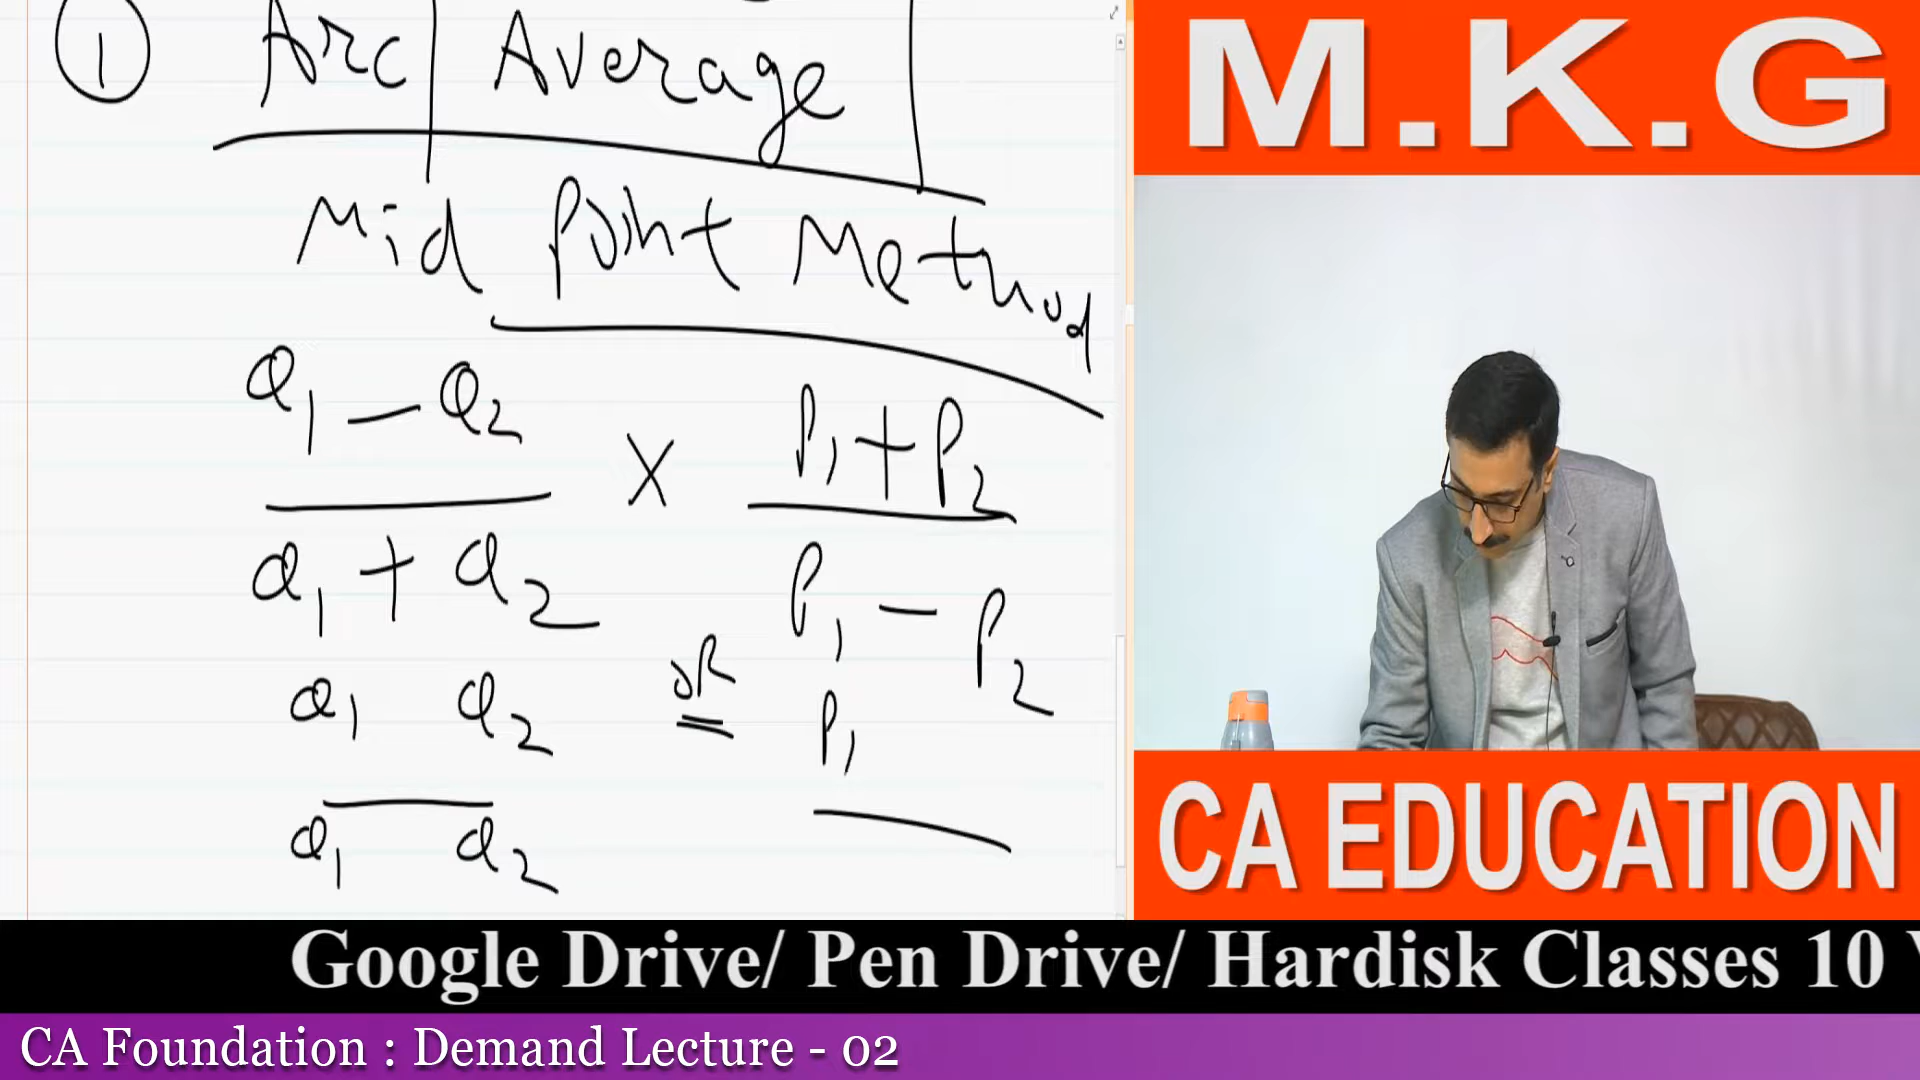 ① Arc | Average |
Mid Point Method
Q1 - Q2 / Q1 + Q2 X P1 + P2 / P1 - P2
OR
Q1 Q2 P1
Q1 Q2
M.K.G
CA EDUCATION
Google Drive/ Pen Drive/ Hardisk Classes 10
CA Foundation : Demand Lecture - 02